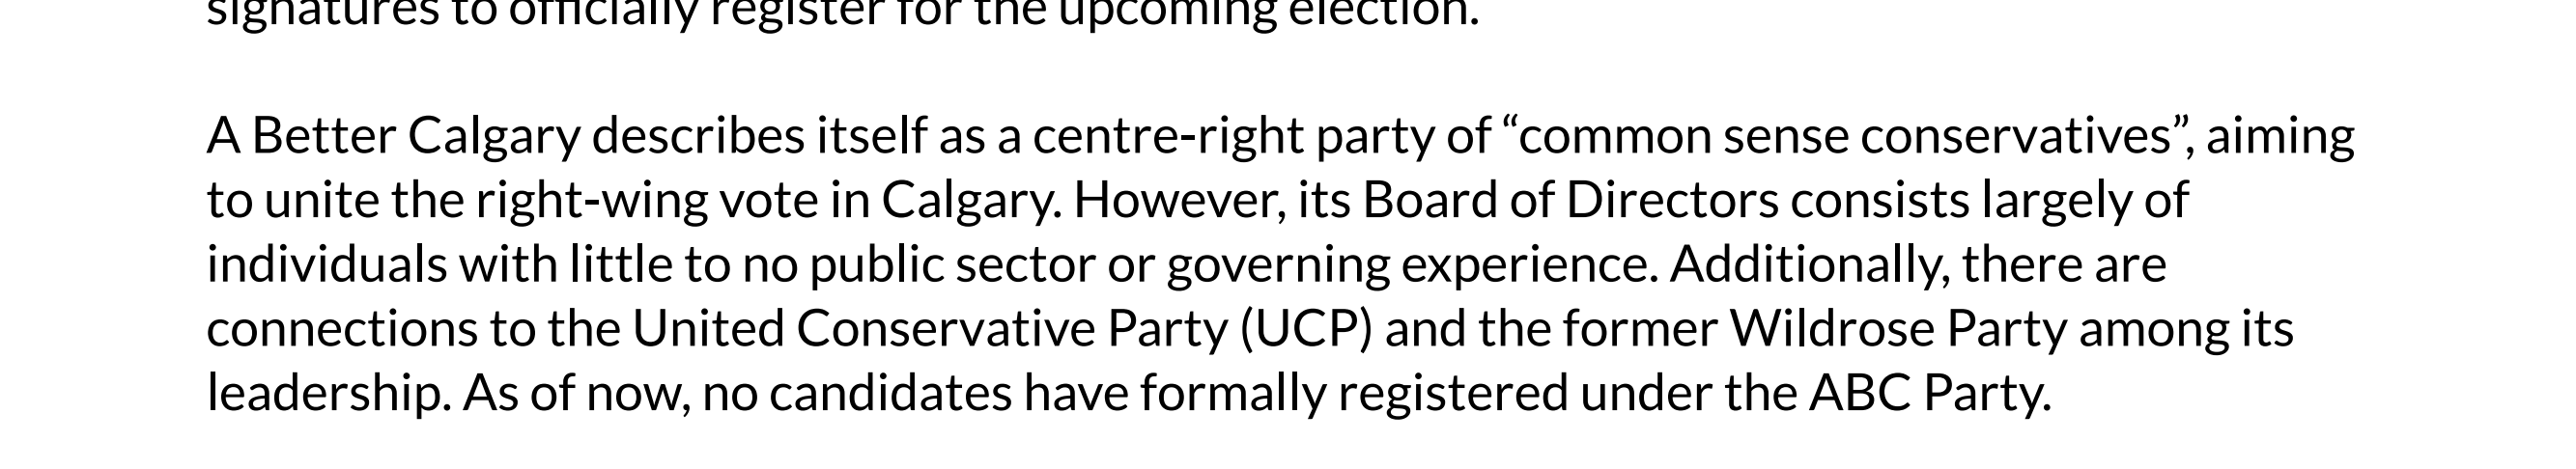 signatures to officially register for the upcoming election.
A Better Calgary describes itself as a centre-right party of “common sense conservatives”, aiming
to unite the right-wing vote in Calgary. However, its Board of Directors consists largely of
individuals with little to no public sector or governing experience. Additionally, there are
connections to the United Conservative Party (UCP) and the former Wildrose Party among its
leadership. As of now, no candidates have formally registered under the ABC Party.